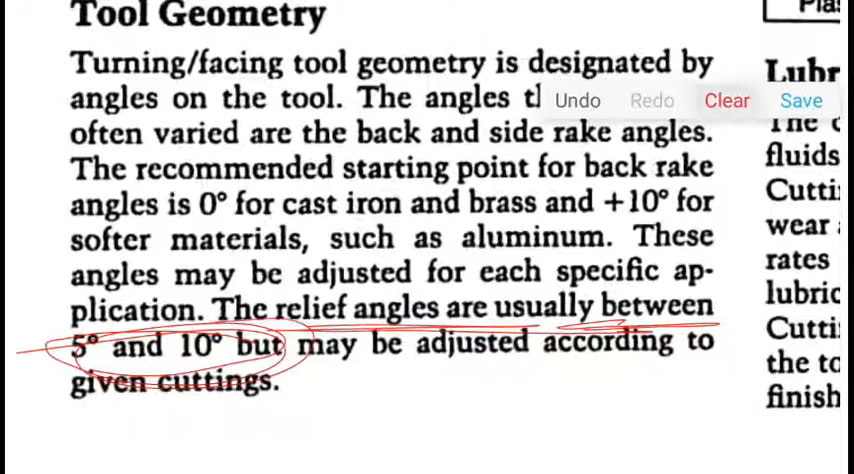 Tool Geometry
Turning/facing tool geometry is designated by
angles on the tool. The angles
often varied are the back and side rake angles.
The recommended starting point for back rake
angles is 0° for cast iron and brass and +10° for
softer materials, such as aluminum. These
angles may be adjusted for each specific ap-
plication. The relief angles are usually between
5° and 10° but may be adjusted according to
given cuttings.
Undo Redo Clear Save
The
fluids
Cutti
wear
rates
lubric
Cutti
the to
finish